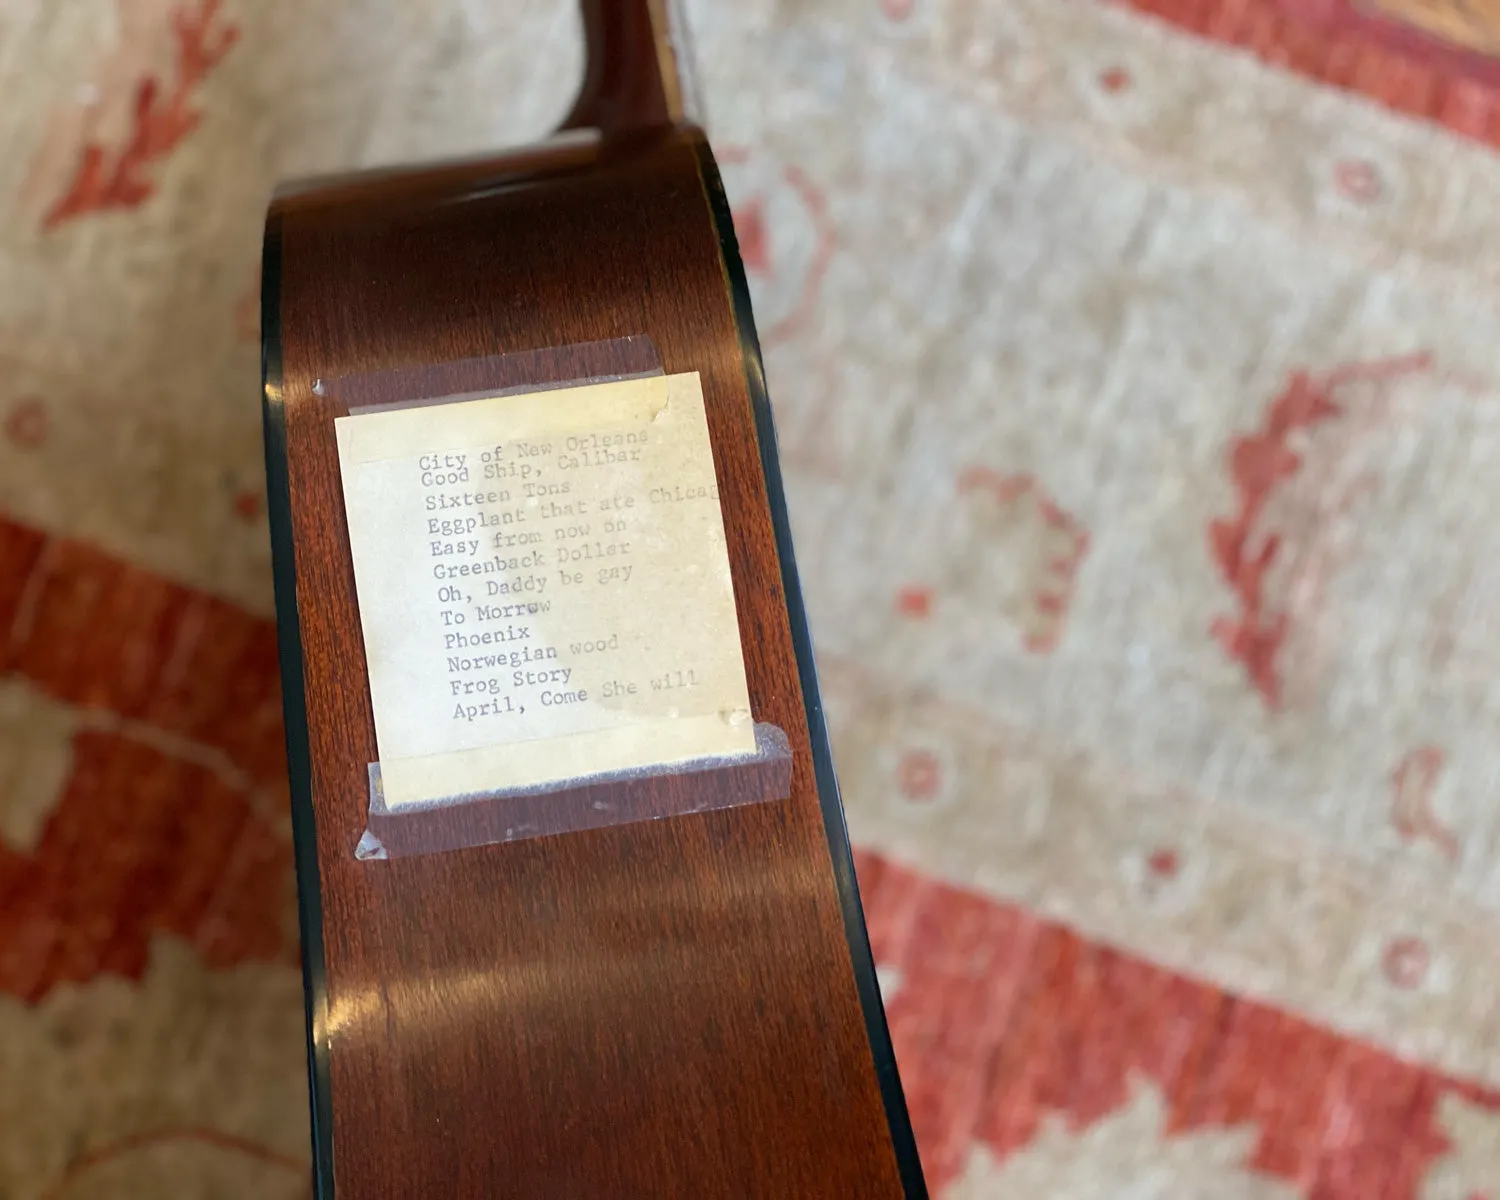 City of New Orleans
Good Ship, Calibar
Sixteen Tons
Eggplant that ate Chicag
Easy from now on
Greenback Dollar
Oh, Daddy be gay
To Morrow
Phoenix
Norwegian wood
Frog Story
April, Come She will